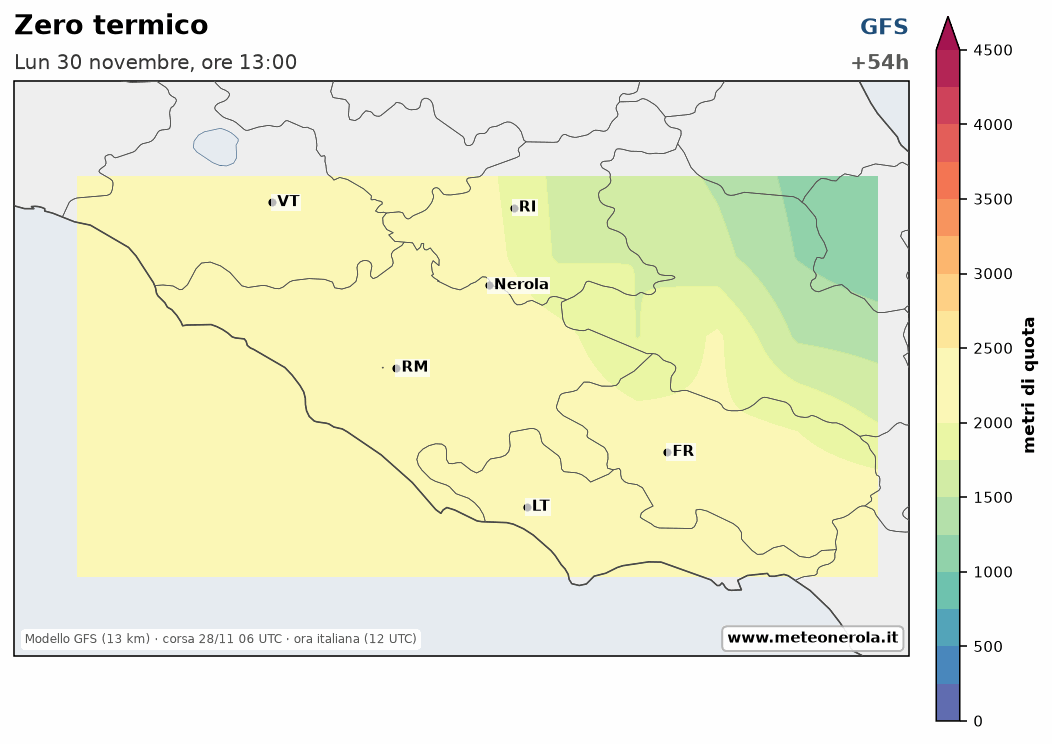 Zero termico
GFS
Lun 30 novembre, ore 13:00
+54h
VT
RI
Nerola
RM
FR
LT
4500
4000
3500
3000
2500
2000
1500
1000
500
0
metri di quota
Modello GFS (13 km) · corsa 28/11 06 UTC · ora italiana (12 UTC)
www.meteonerola.it